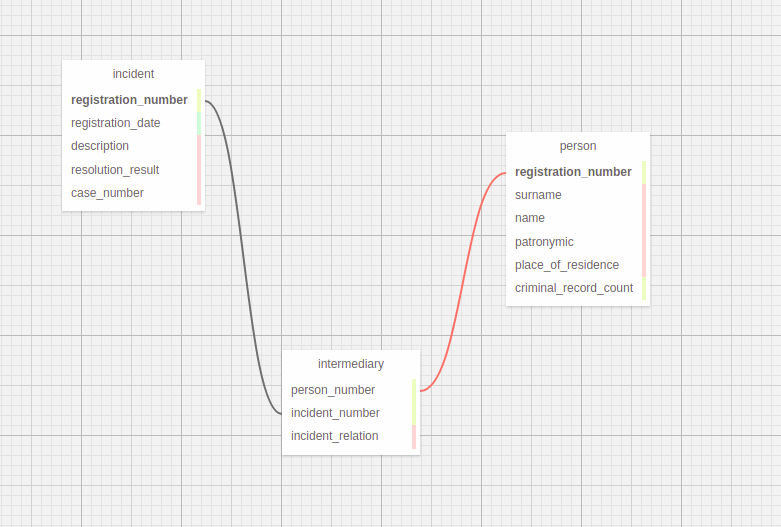 incident
registration_number
registration_date
description
resolution_result
case_number
person
registration_number
surname
name
patronymic
place_of_residence
criminal_record_count
intermediary
person_number
incident_number
incident_relation